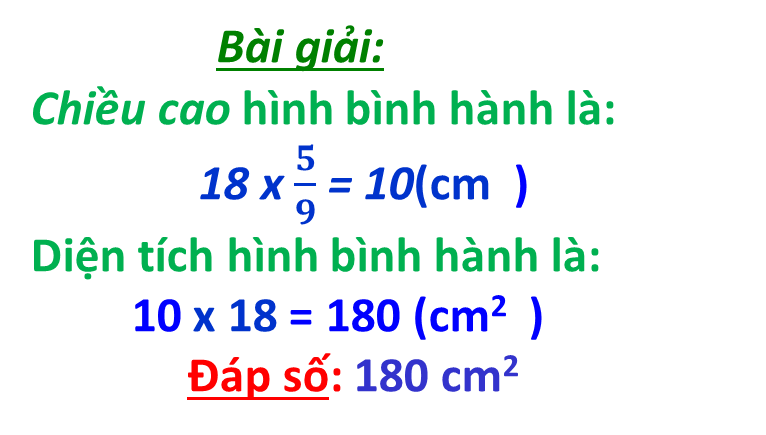 Bài giải:
Chiều cao hình bình hành là:
18 x 5/9 = 10(cm )
Diện tích hình bình hành là:
10 x 18 = 180 (cm² )
Đáp số: 180 cm²